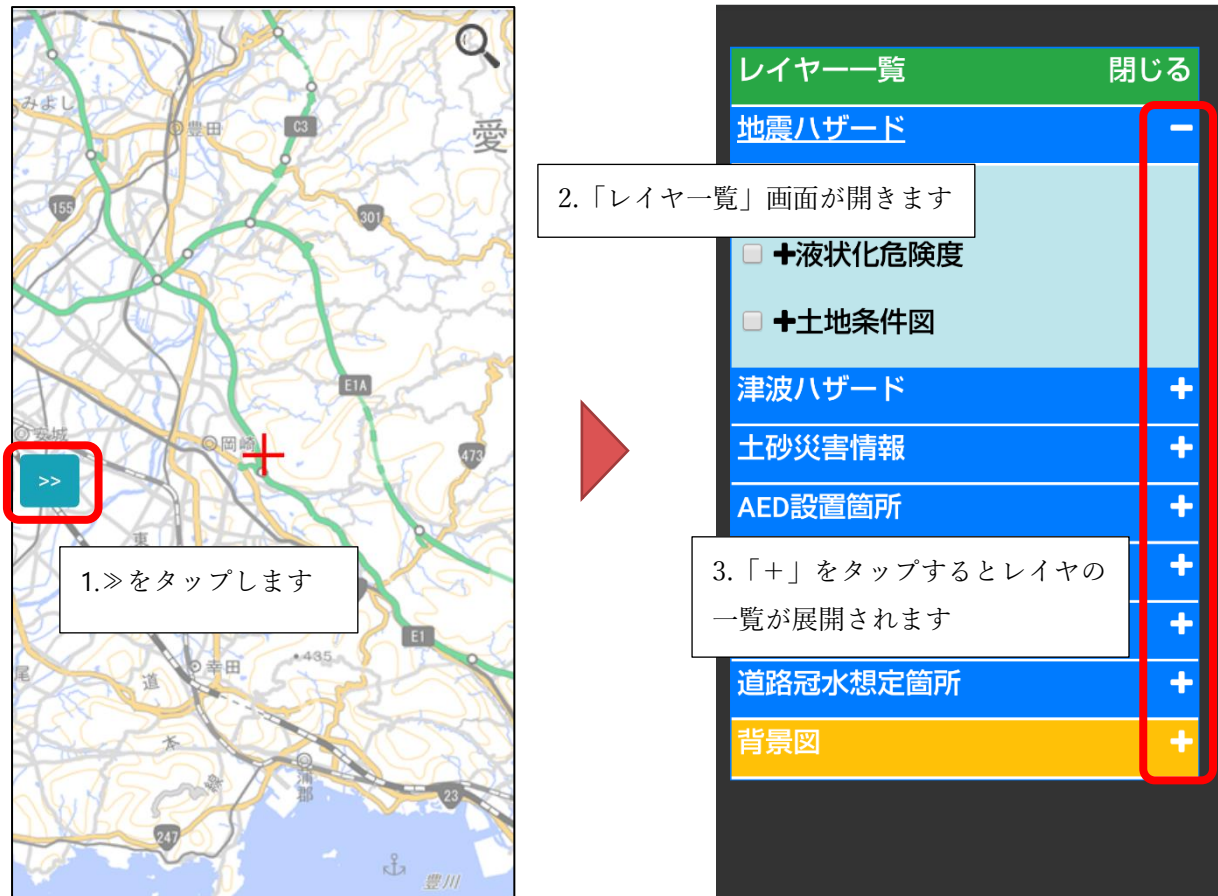 愛
みよし
豊田
C3
155
301
E1A
安城
岡崎
473
>>
東
1.≫をタップします
E1
•435
尾
道
幸田
本
線
蒲郡
23
247
豊川
レイヤー一覧
閉じる
地震ハザード
2.「レイヤ一覧」画面が開きます
+液状化危険度
+土地条件図
津波ハザード
土砂災害情報
AED設置箇所
3.「+」をタップするとレイヤの
一覧が展開されます
道路冠水想定箇所
背景図